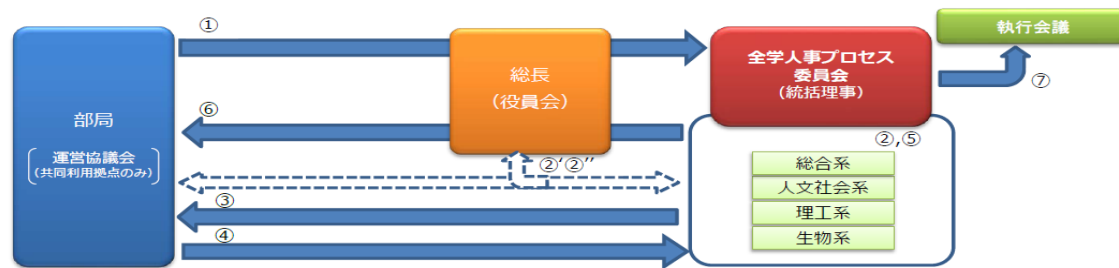 ①
執行会議
全学人事プロセス
委員会
(統括理事)
総長
(役員会)
⑦
⑥
部局
運営協議会
(共同利用拠点のみ)
②,⑤
②‘②’’
総合系
人文社会系
③
理工系
④
生物系